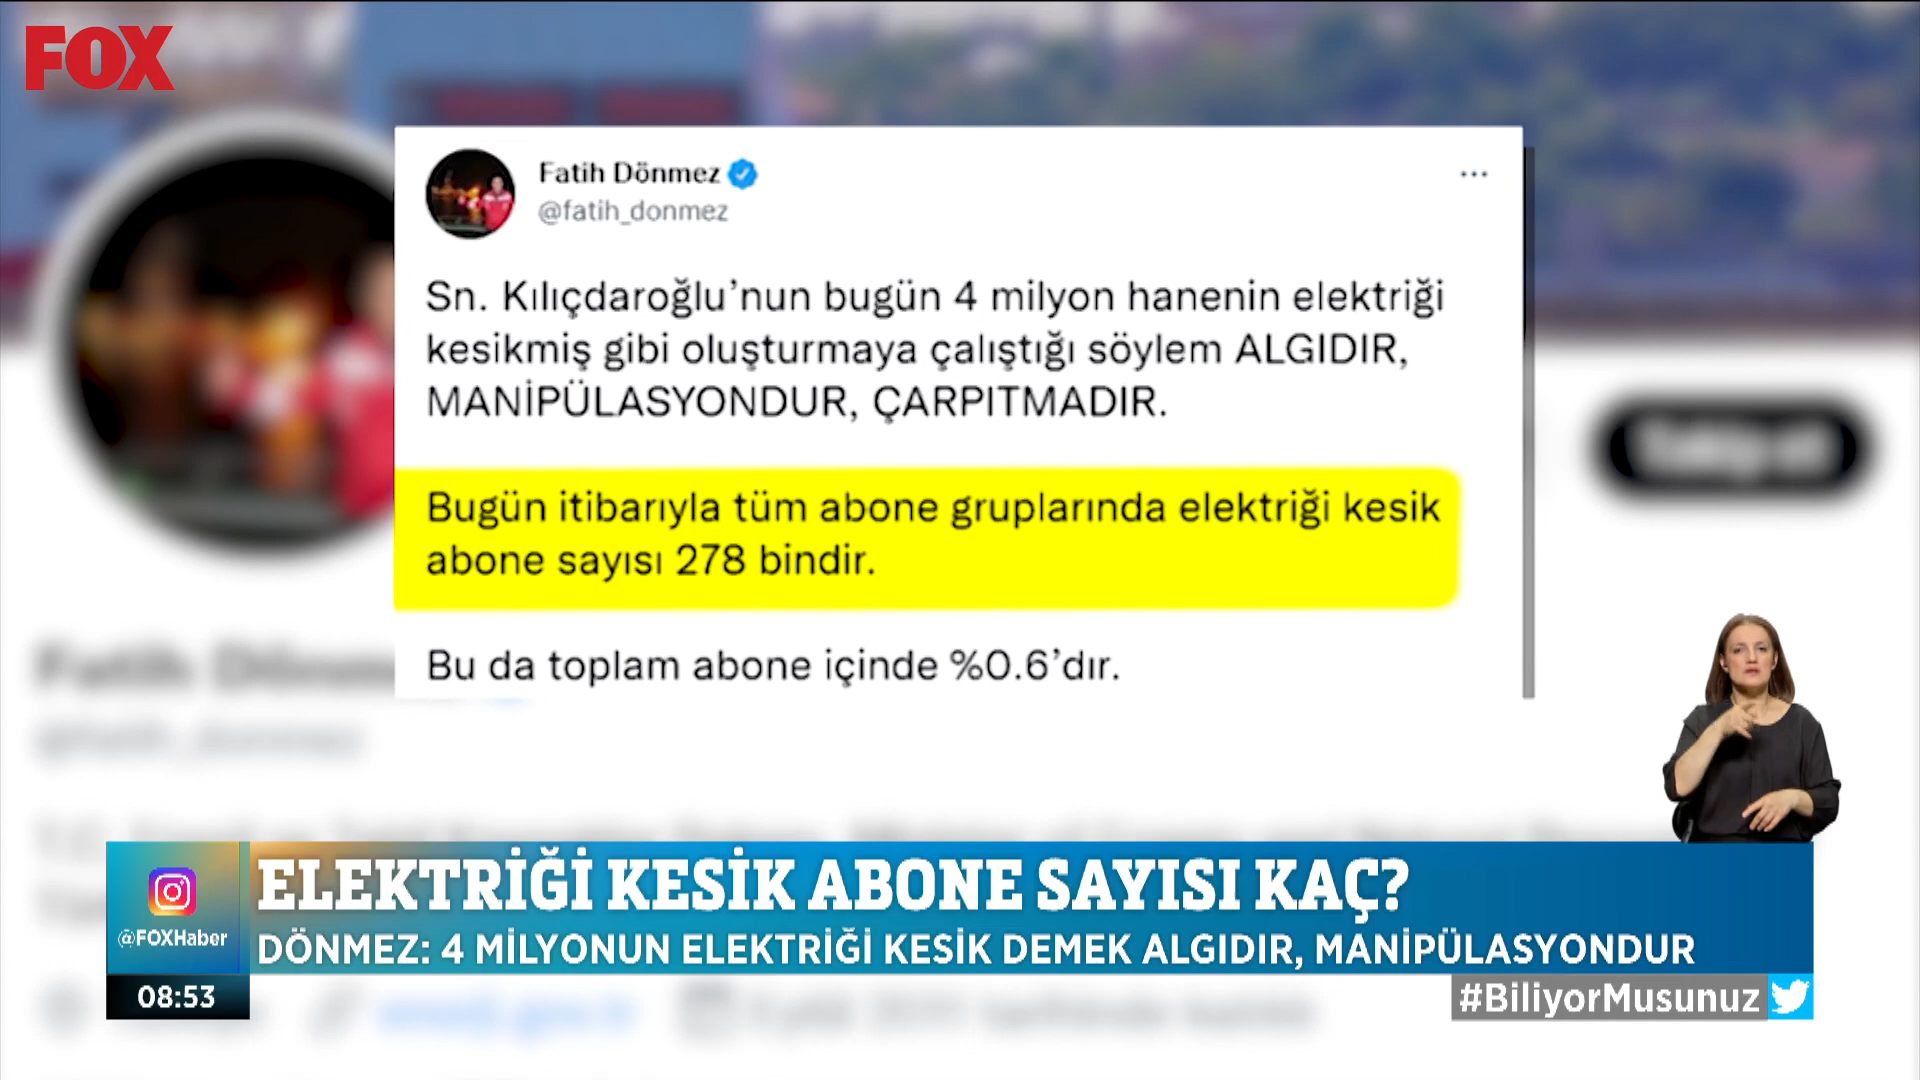 FOX
Fatih Dönmez
@fatih_donmez
Sn. Kılıçdaroğlu’nun bugün 4 milyon hanenin elektriği
kesikmiş gibi oluşturmaya çalıştığı söylem ALGIDIR,
MANİPÜLASYONDUR, ÇARPITMADIR.
Bugün itibarıyla tüm abone gruplarında elektriği kesik
abone sayısı 278 bindir.
Bu da toplam abone içinde %0.6’dır.
@FOXHaber
ELEKTRİĞİ KESİK ABONE SAYISI KAÇ?
DÖNMEZ: 4 MİLYONUN ELEKTRİĞİ KESİK DEMEK ALGIDIR, MANİPÜLASYONDUR
08:53
#BiliyorMusunuz